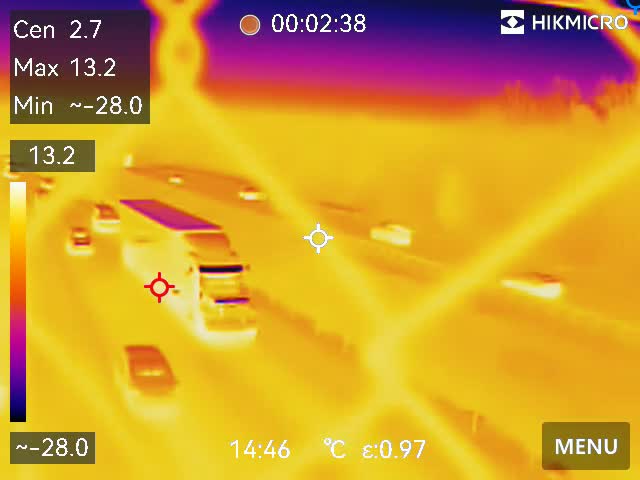 Cen 2.7
Max 13.2
Min ~-28.0
00:02:38
HIKMICRO
13.2
~-28.0
14:46 ℃ ε:0.97
MENU